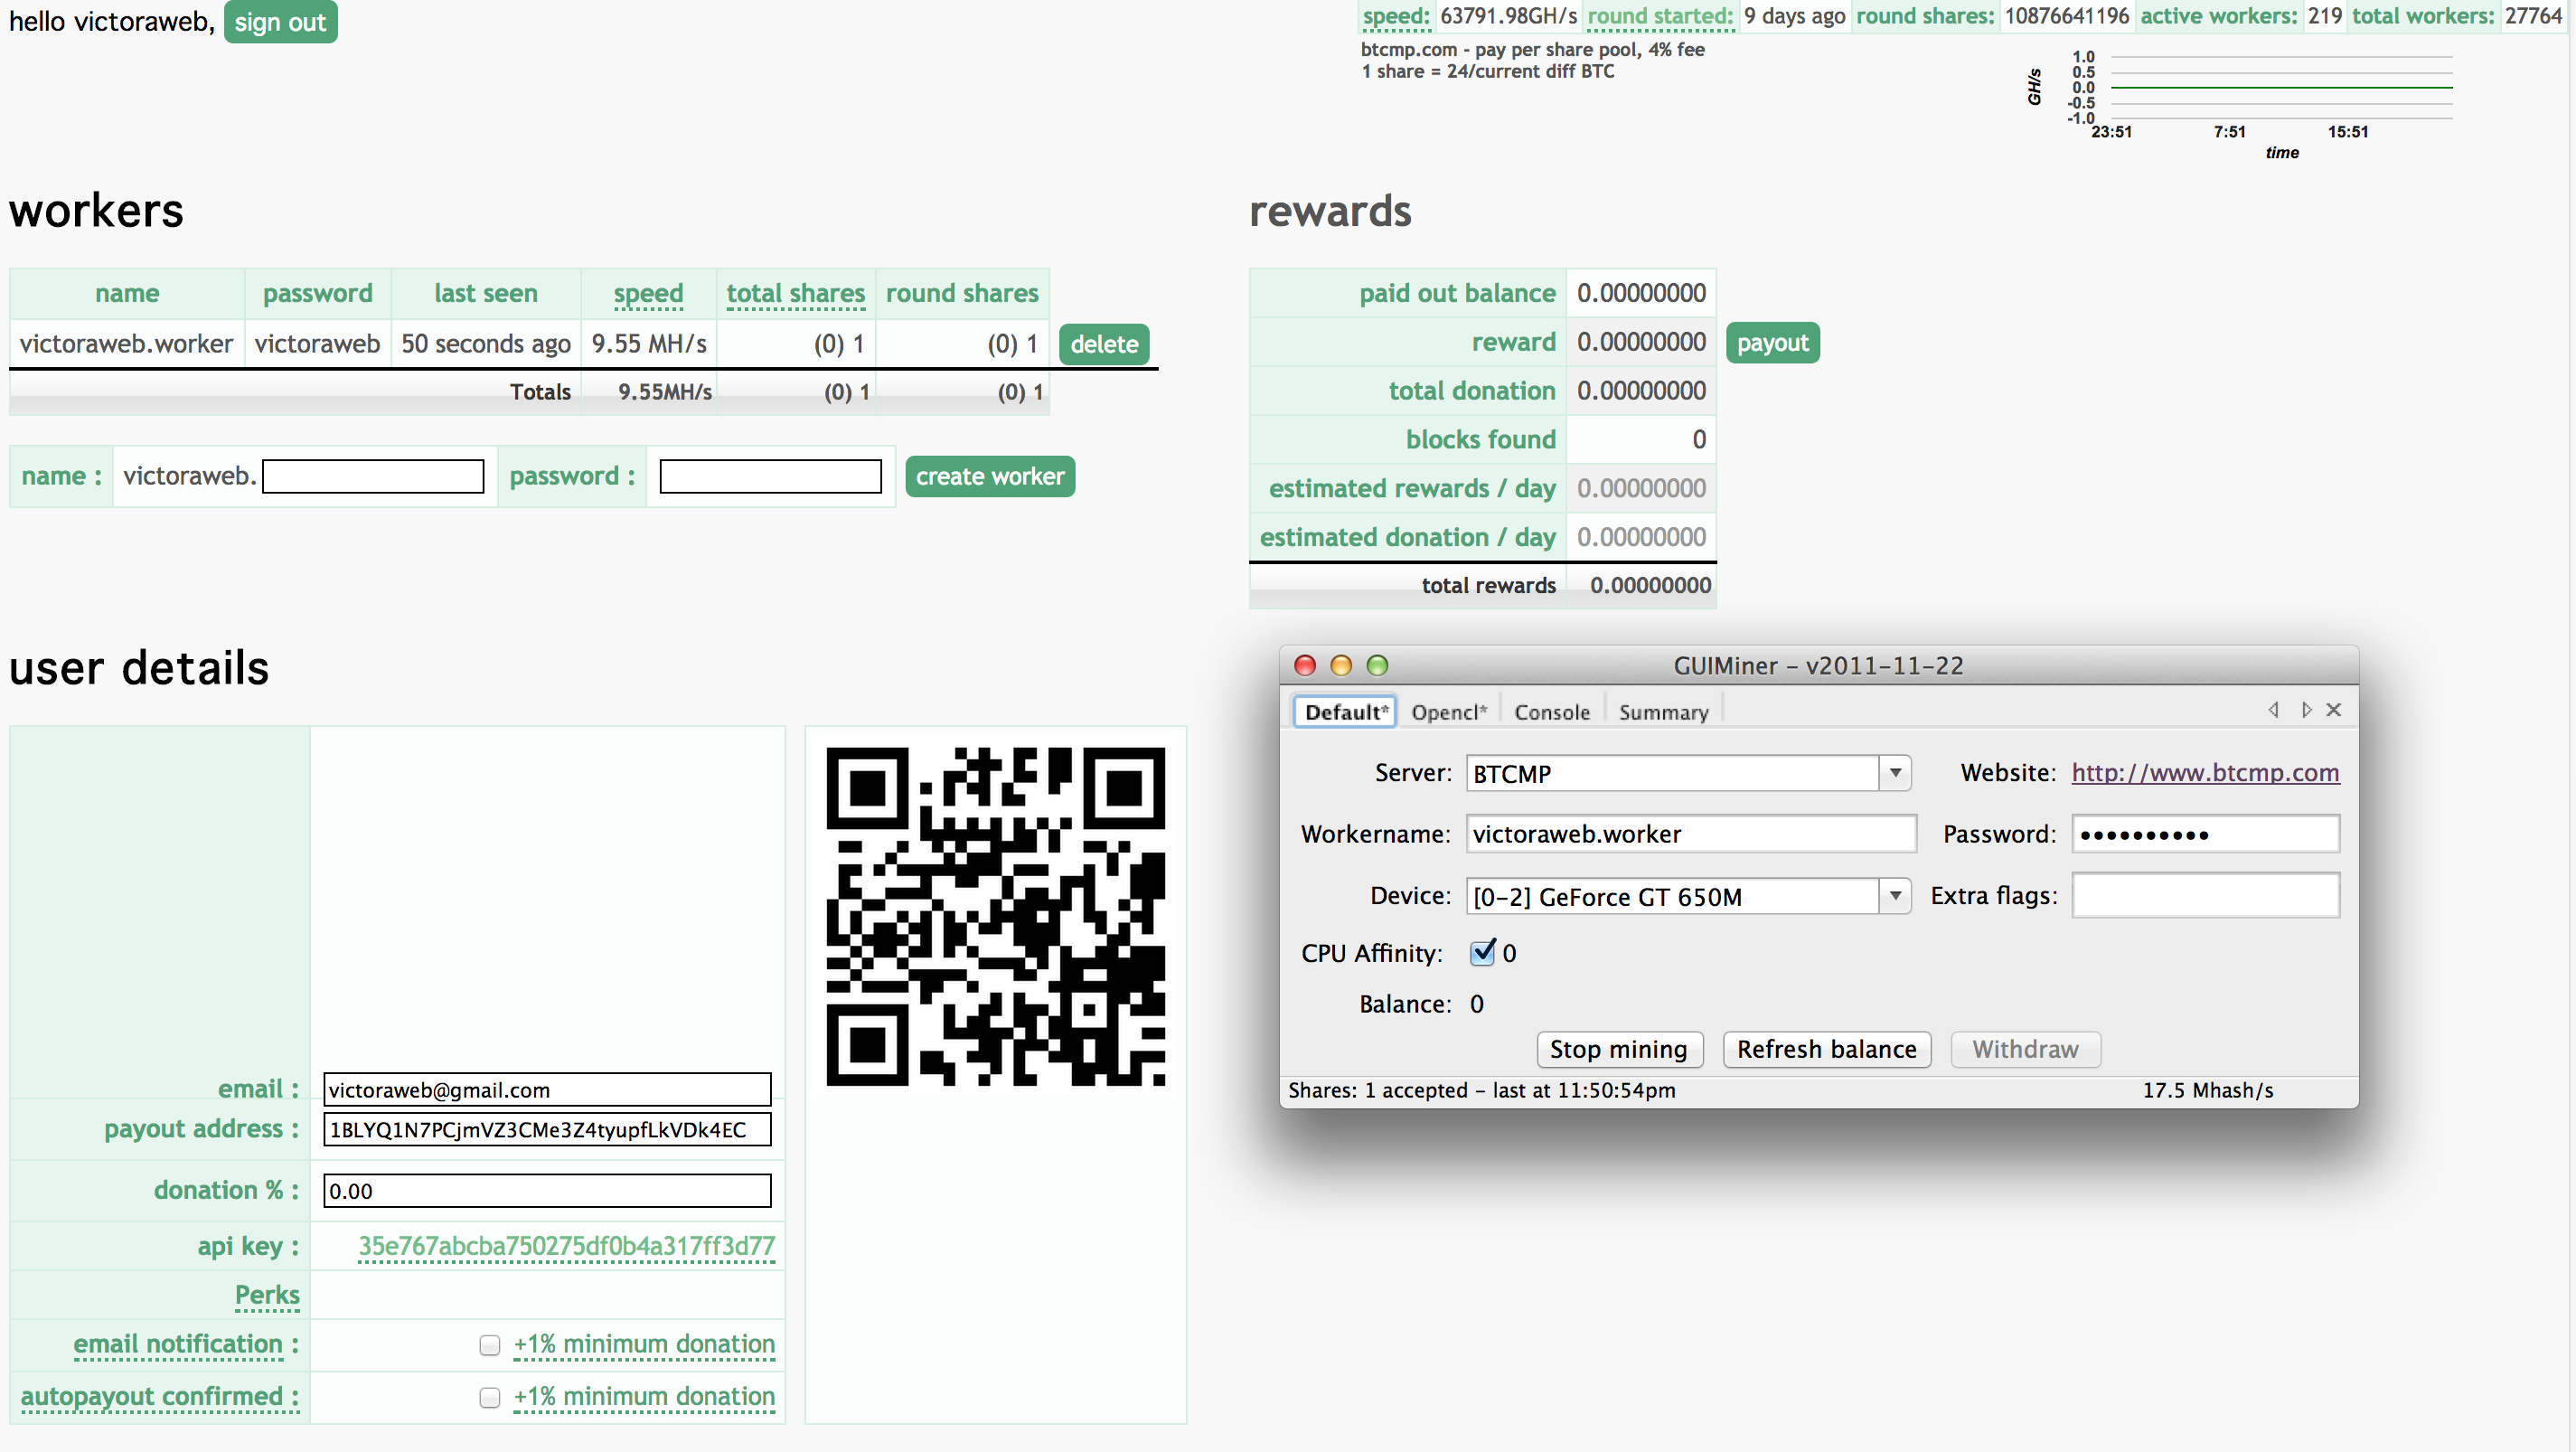 hello victoraweb, sign out
speed: 63791.98GH/s round started: 9 days ago round shares: 10876641196 active workers: 219 total workers: 27764
btcmp.com - pay per share pool, 4% fee
1 share = 24/current diff BTC
GH/s
1.0
0.5
0.0
-0.5
-1.0
23:51 7:51 15:51
time
workers
name password last seen speed total shares round shares
victoraweb.worker victoraweb 50 seconds ago 9.55 MH/s (0) 1 (0) 1 delete
Totals 9.55MH/s (0) 1 (0) 1
name : victoraweb. password : create worker
rewards
paid out balance 0.00000000
reward 0.00000000 payout
total donation 0.00000000
blocks found 0
estimated rewards / day 0.00000000
estimated donation / day 0.00000000
total rewards 0.00000000
user details
email : victoraweb@gmail.com
payout address : 1BLYQ1N7PCjmVZ3CMe3Z4tyupfLkVDk4EC
donation % : 0.00
api key : 35e767abcba750275df0b4a317ff3d77
Perks
email notification : +1% minimum donation
autopayout confirmed : +1% minimum donation
GUIMiner - v2011-11-22
Default* Opencl* Console Summary
Server: BTCMP Website: http://www.btcmp.com
Workername: victoraweb.worker Password: ••••••••••
Device: [0-2] GeForce GT 650M Extra flags:
CPU Affinity: 0
Balance: 0
Stop mining Refresh balance Withdraw
Shares: 1 accepted - last at 11:50:54pm 17.5 Mhash/s